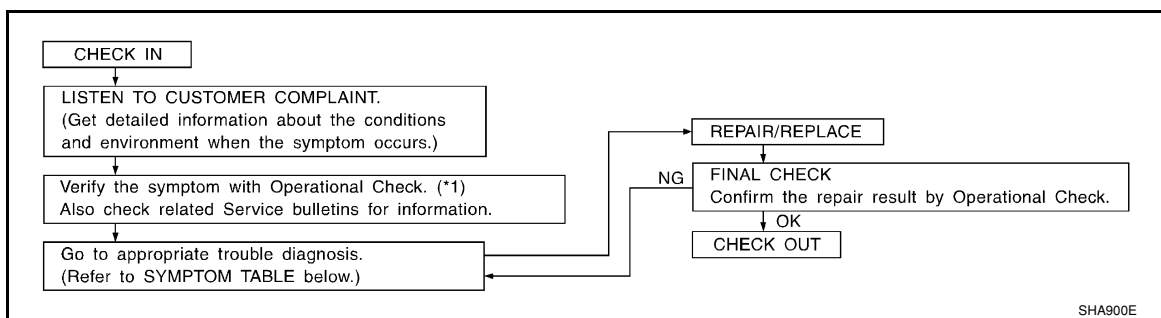 CHECK IN
LISTEN TO CUSTOMER COMPLAINT.
(Get detailed information about the conditions
and environment when the symptom occurs.)
Verify the symptom with Operational Check. (*1)
Also check related Service bulletins for information.
Go to appropriate trouble diagnosis.
(Refer to SYMPTOM TABLE below.)
REPAIR/REPLACE
NG
FINAL CHECK
Confirm the repair result by Operational Check.
OK
CHECK OUT
SHA900E